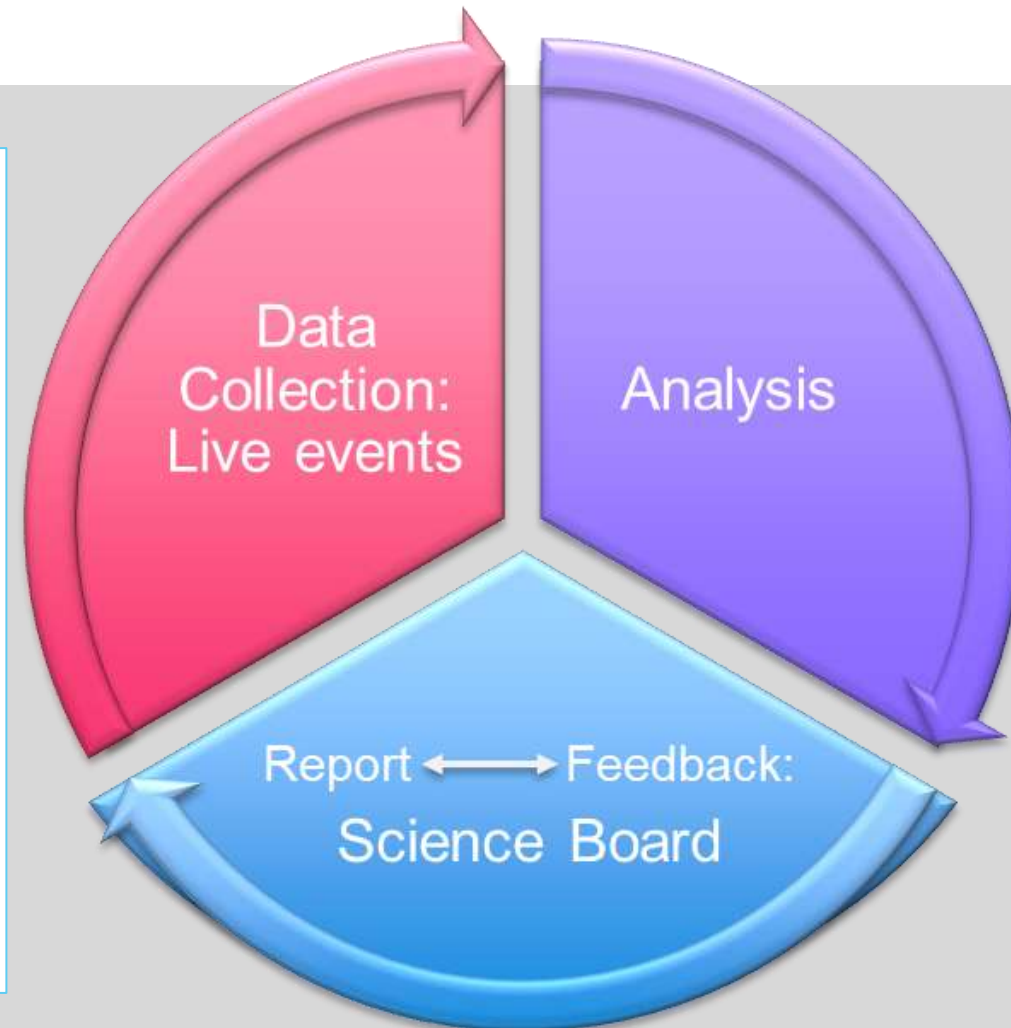 Data
Collection:
Live events
Analysis
Report Feedback:
Science Board